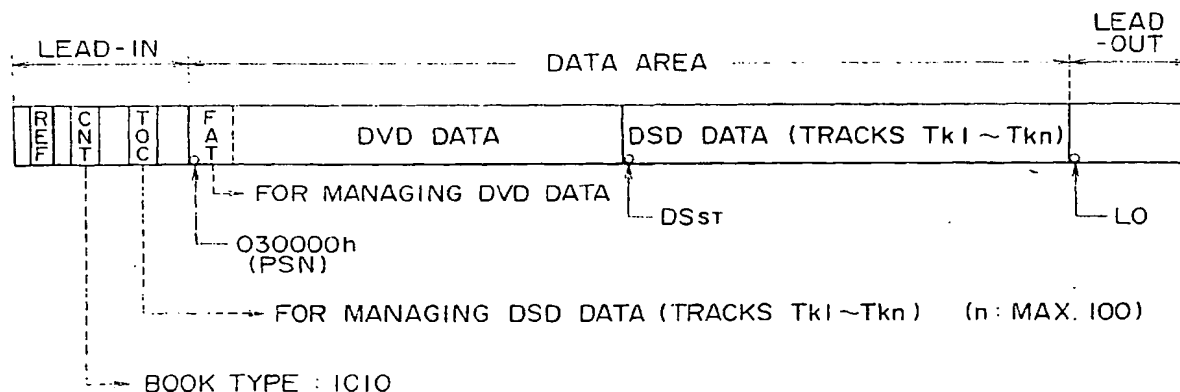 LEAD-IN
DATA AREA
LEAD
-OUT
REF
CNT
TOC
FAT
DVD DATA
DSD DATA (TRACKS Tk1~Tkn)
FOR MANAGING DVD DATA
DSST
LO
030000h
(PSN)
FOR MANAGING DSD DATA (TRACKS Tk1~Tkn) (n: MAX. 100)
BOOK TYPE : 1C10